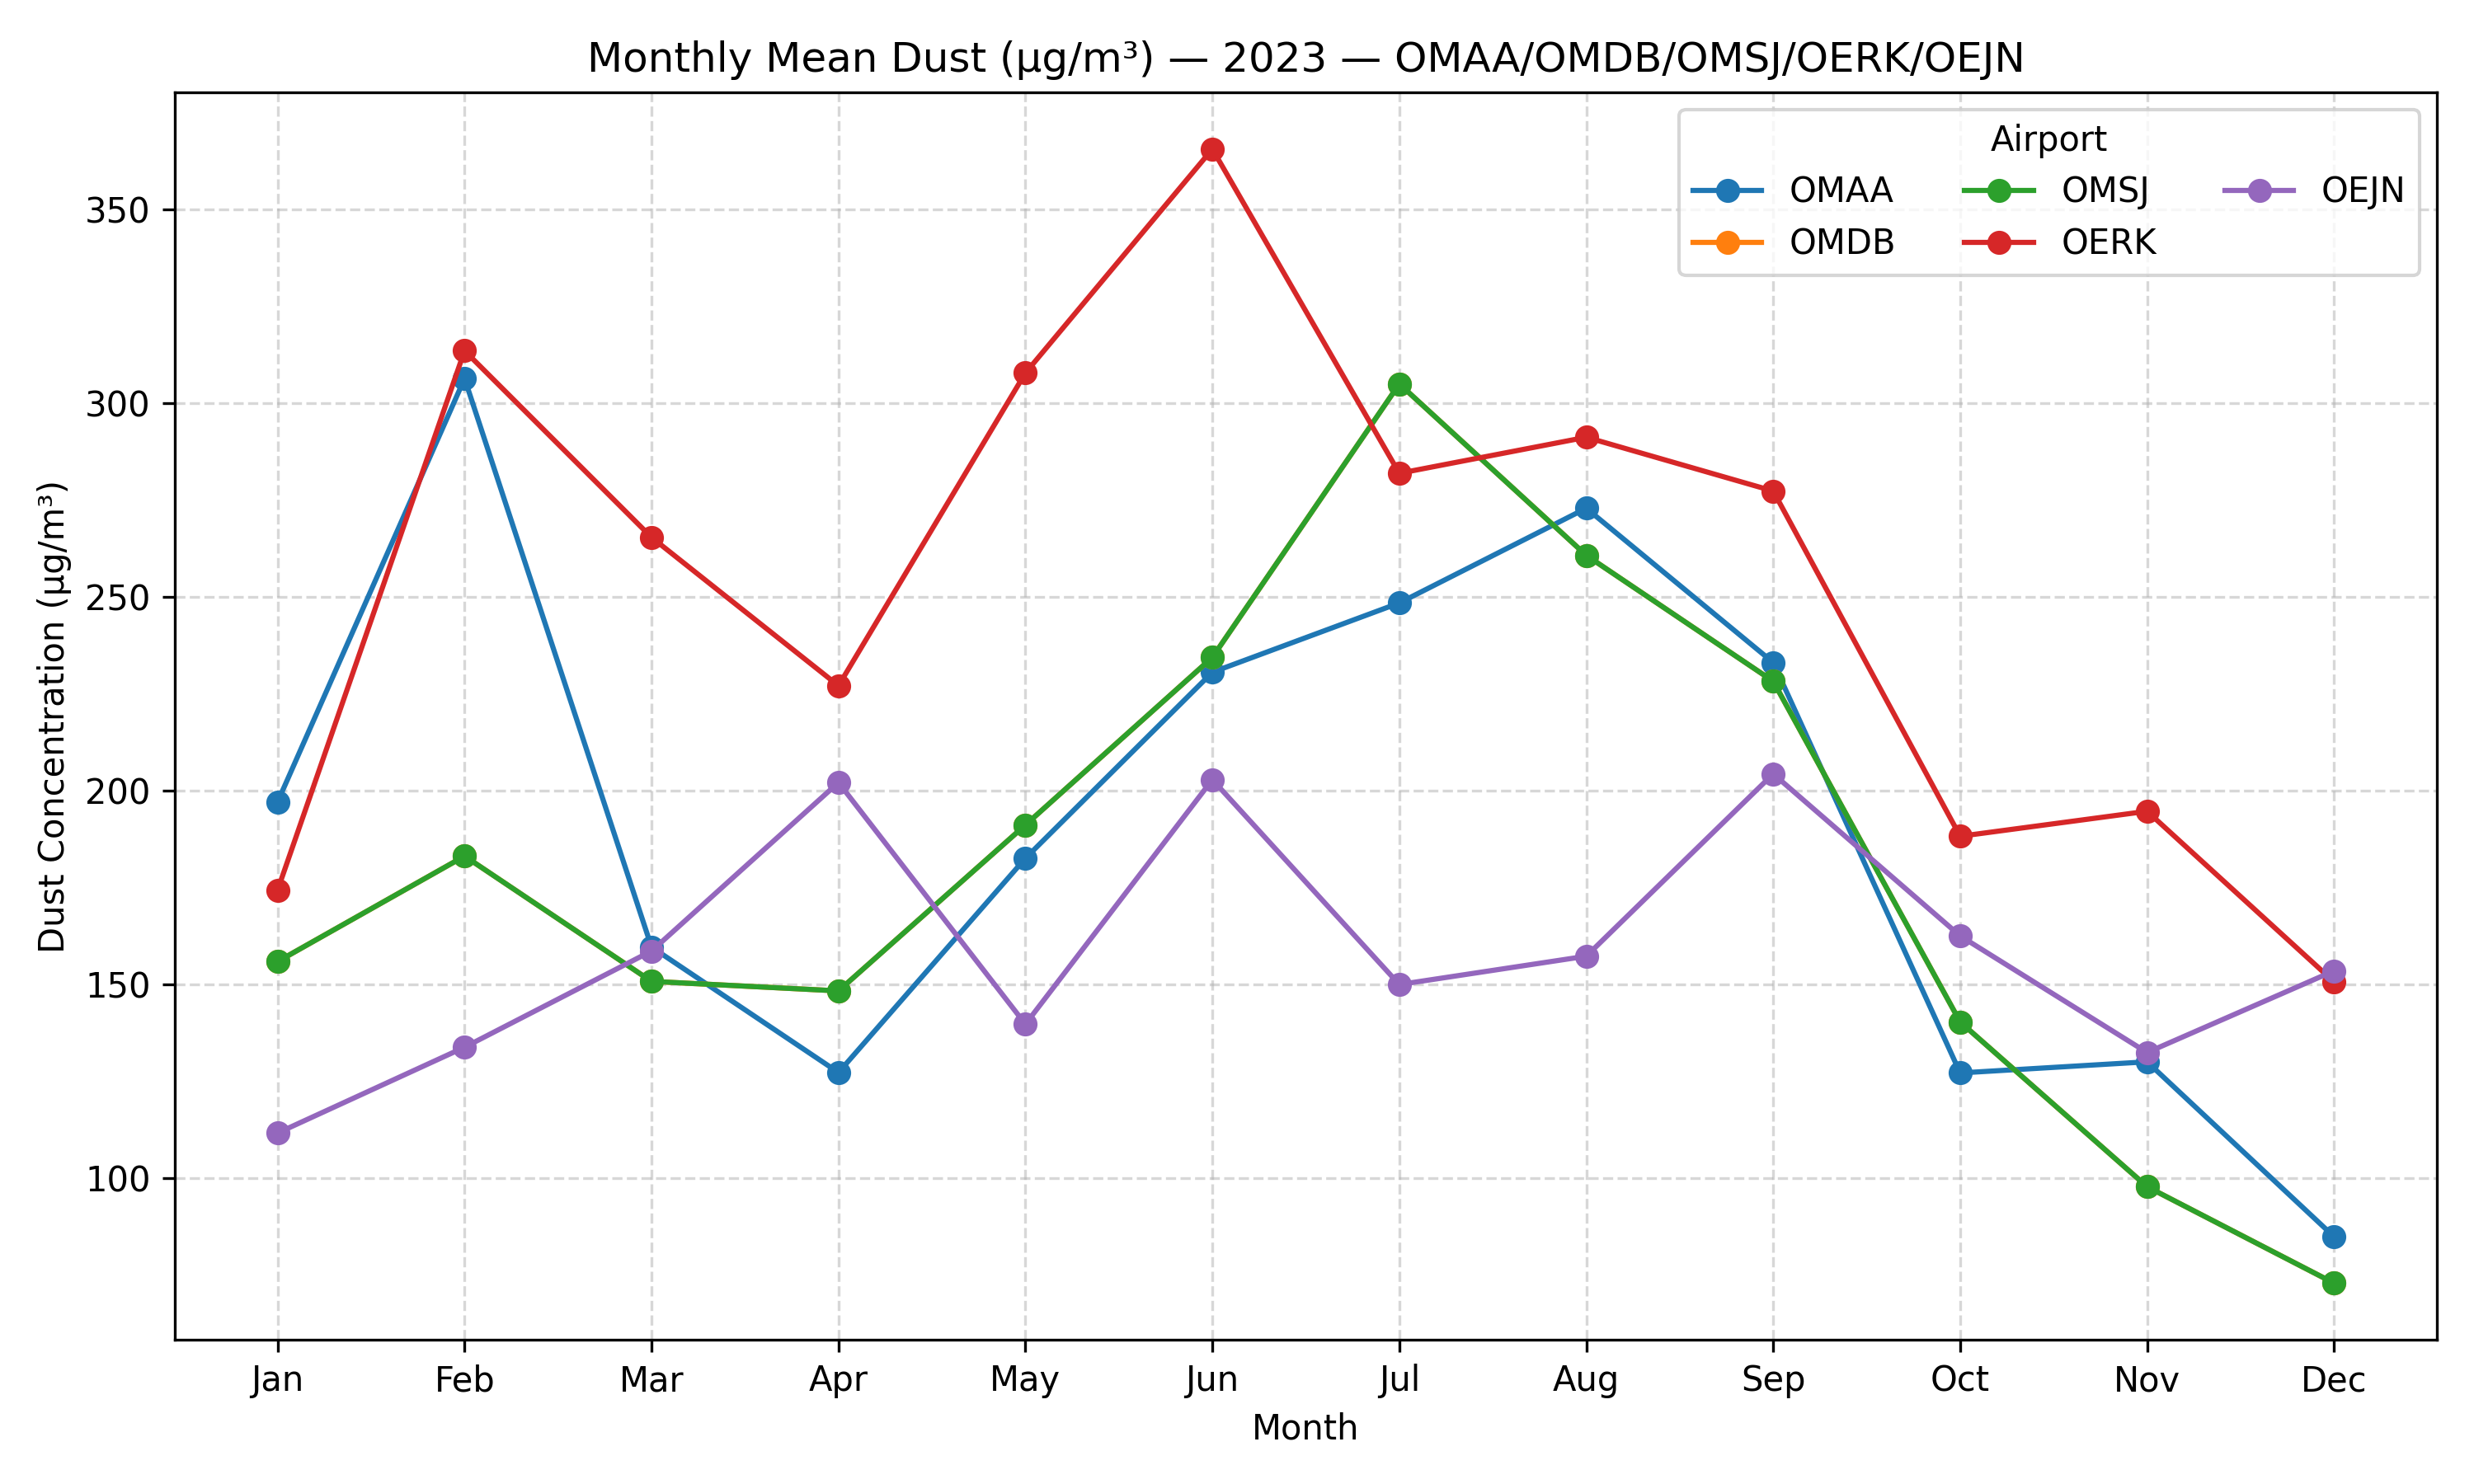 Monthly Mean Dust (µg/m³) — 2023 — OMAA/OMDB/OMSJ/OERK/OEJN
Airport
OMAA OMSJ OEJN
OMDB OERK
Dust Concentration (µg/m³)
350
300
250
200
150
100
Jan Feb Mar Apr May Jun Jul Aug Sep Oct Nov Dec
Month